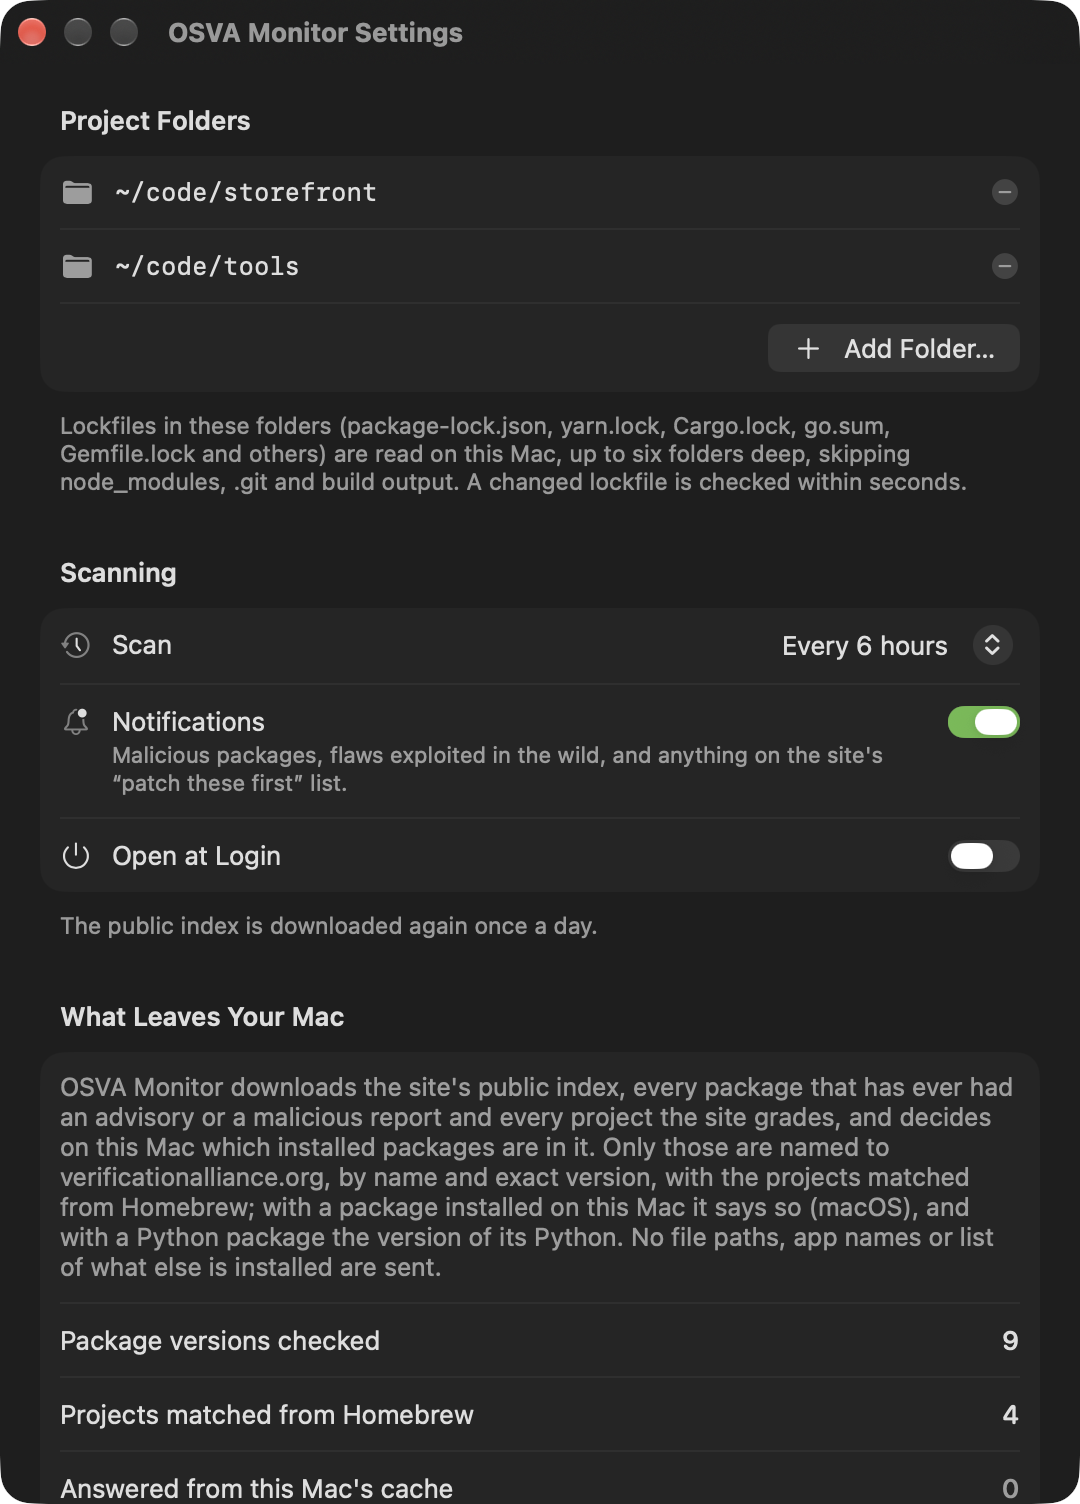 OSVA Monitor Settings
Project Folders
~/code/storefront
~/code/tools
Add Folder...
Lockfiles in these folders (package-lock.json, yarn.lock, Cargo.lock, go.sum,
Gemfile.lock and others) are read on this Mac, up to six folders deep, skipping
node_modules, .git and build output. A changed lockfile is checked within seconds.
Scanning
Scan
Every 6 hours
Notifications
Malicious packages, flaws exploited in the wild, and anything on the site's
“patch these first” list.
Open at Login
The public index is downloaded again once a day.
What Leaves Your Mac
OSVA Monitor downloads the site's public index, every package that has ever had
an advisory or a malicious report and every project the site grades, and decides
on this Mac which installed packages are in it. Only those are named to
verificationalliance.org, by name and exact version, with the projects matched
from Homebrew; with a package installed on this Mac it says so (macOS), and
with a Python package the version of its Python. No file paths, app names or list
of what else is installed are sent.
Package versions checked 9
Projects matched from Homebrew 4
Answered from this Mac's cache 0